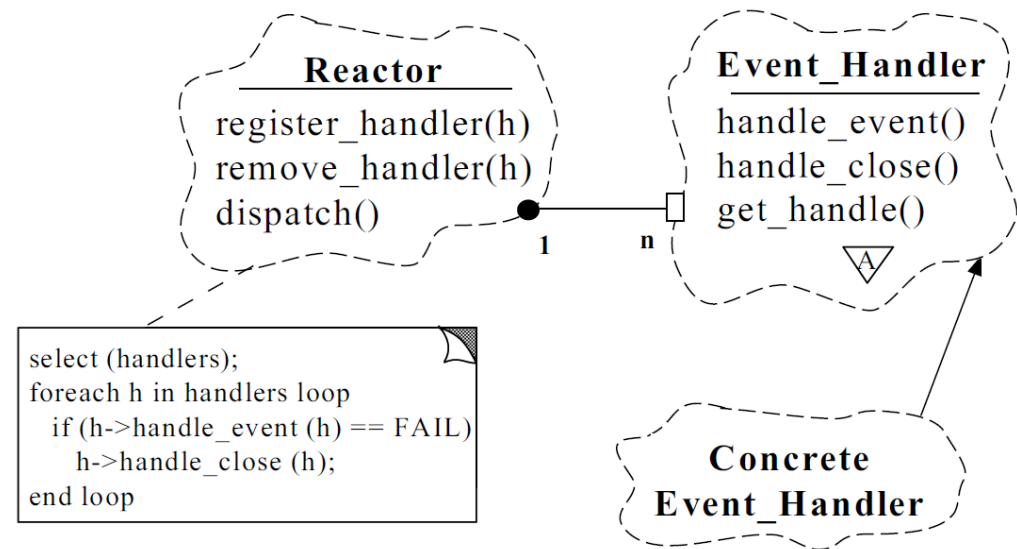 Reactor
register_handler(h)
remove_handler(h)
dispatch()
1
n
Event_Handler
handle_event()
handle_close()
get_handle()
A
select (handlers);
foreach h in handlers loop
if (h->handle_event (h) == FAIL)
h->handle_close (h);
end loop
Concrete
Event_Handler